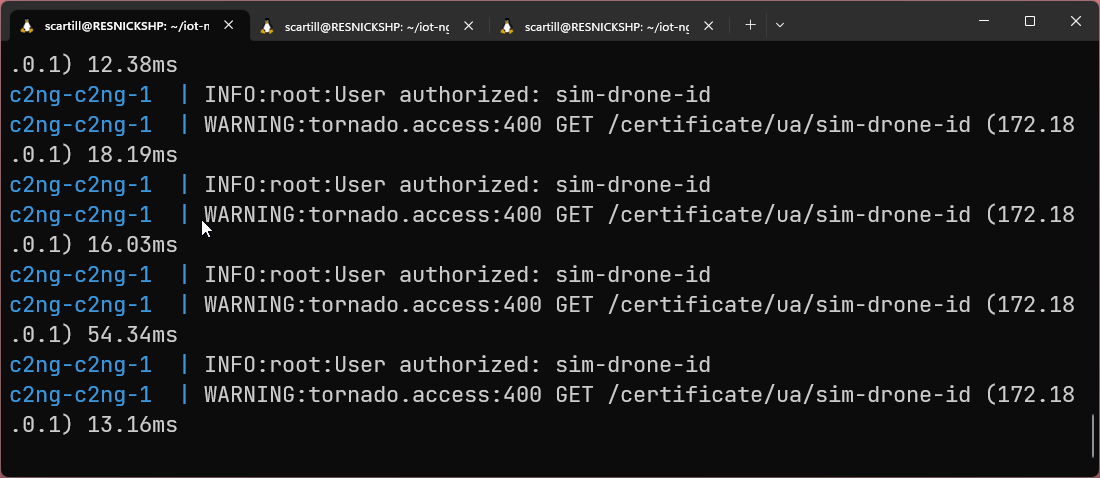 scartill@RESNICKSHP: ~/iot-n
scartill@RESNICKSHP: ~/iot-ng
scartill@RESNICKSHP: ~/iot-ng
.0.1) 12.38ms
c2ng-c2ng-1  | INFO:root:User authorized: sim-drone-id
c2ng-c2ng-1  | WARNING:tornado.access:400 GET /certificate/ua/sim-drone-id (172.18
.0.1) 18.19ms
c2ng-c2ng-1  | INFO:root:User authorized: sim-drone-id
c2ng-c2ng-1  | WARNING:tornado.access:400 GET /certificate/ua/sim-drone-id (172.18
.0.1) 16.03ms
c2ng-c2ng-1  | INFO:root:User authorized: sim-drone-id
c2ng-c2ng-1  | WARNING:tornado.access:400 GET /certificate/ua/sim-drone-id (172.18
.0.1) 54.34ms
c2ng-c2ng-1  | INFO:root:User authorized: sim-drone-id
c2ng-c2ng-1  | WARNING:tornado.access:400 GET /certificate/ua/sim-drone-id (172.18
.0.1) 13.16ms